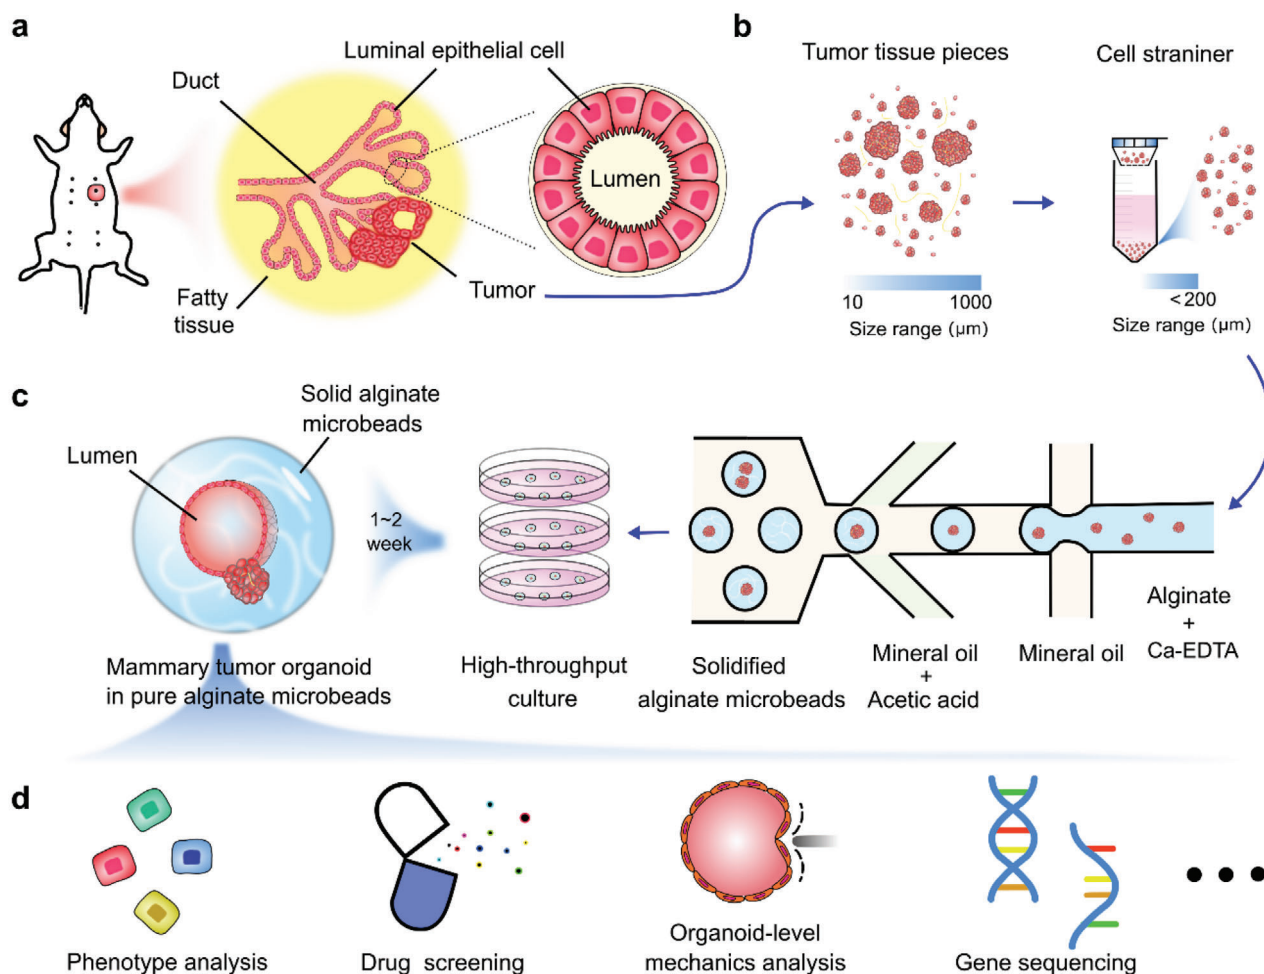 a
Luminal epithelial cell
Duct
Lumen
Fatty
tissue
Tumor
b
Tumor tissue pieces
Cell straniner
10 1000
Size range (μm)
<200
Size range (μm)
c
Solid alginate
microbeads
Lumen
1~2
week
Mammary tumor organoid
in pure alginate microbeads
High-throughput
culture
Solidified
alginate microbeads
Mineral oil
+
Acetic acid
Mineral oil
Alginate
+
Ca-EDTA
d
Phenotype analysis
Drug screening
Organoid-level
mechanics analysis
Gene sequencing